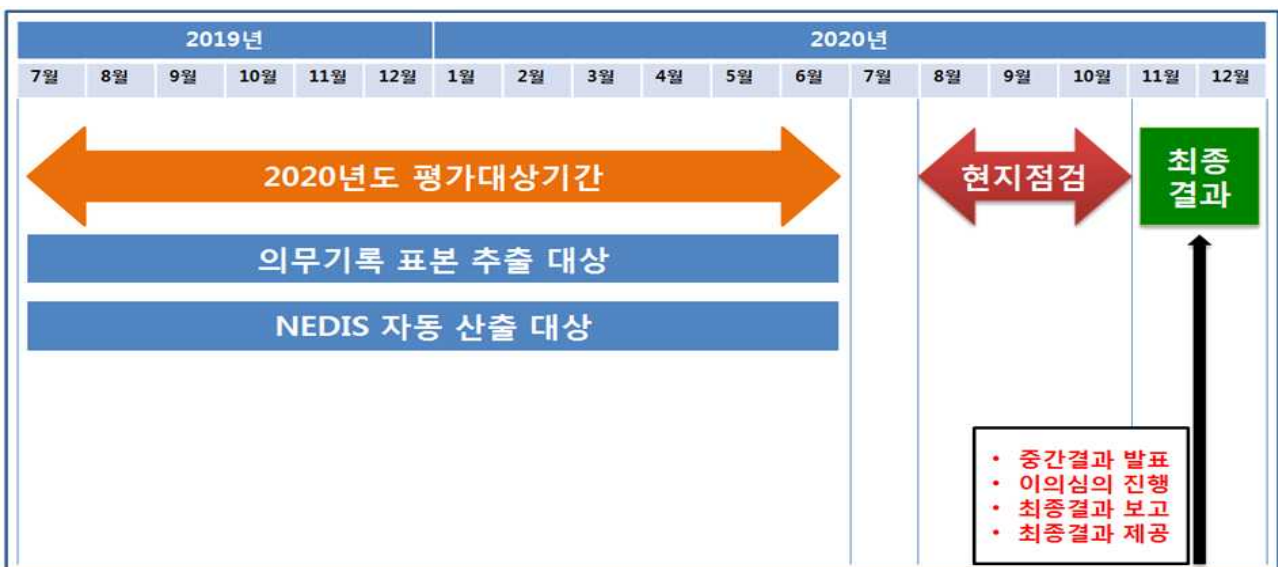 2019년 2020년
7월 8월 9월 10월 11월 12월 1월 2월 3월 4월 5월 6월 7월 8월 9월 10월 11월 12월
2020년도 평가대상기간
현지점검
최종
결과
의무기록 표본 추출 대상
NEDIS 자동 산출 대상
• 중간결과 발표
• 이의심의 진행
• 최종결과 보고
• 최종결과 제공